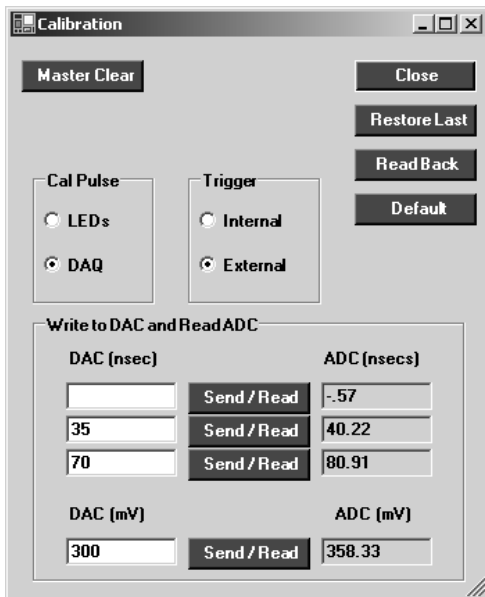 Calibration
Master Clear
Close
Restore Last
Read Back
Default
Cal Pulse
LEDs
DAQ
Trigger
Internal
External
Write to DAC and Read ADC
DAC (nsec) ADC (nsecs)
Send / Read -.57
35 Send / Read 40.22
70 Send / Read 80.91
DAC (mV) ADC (mV)
300 Send / Read 358.33